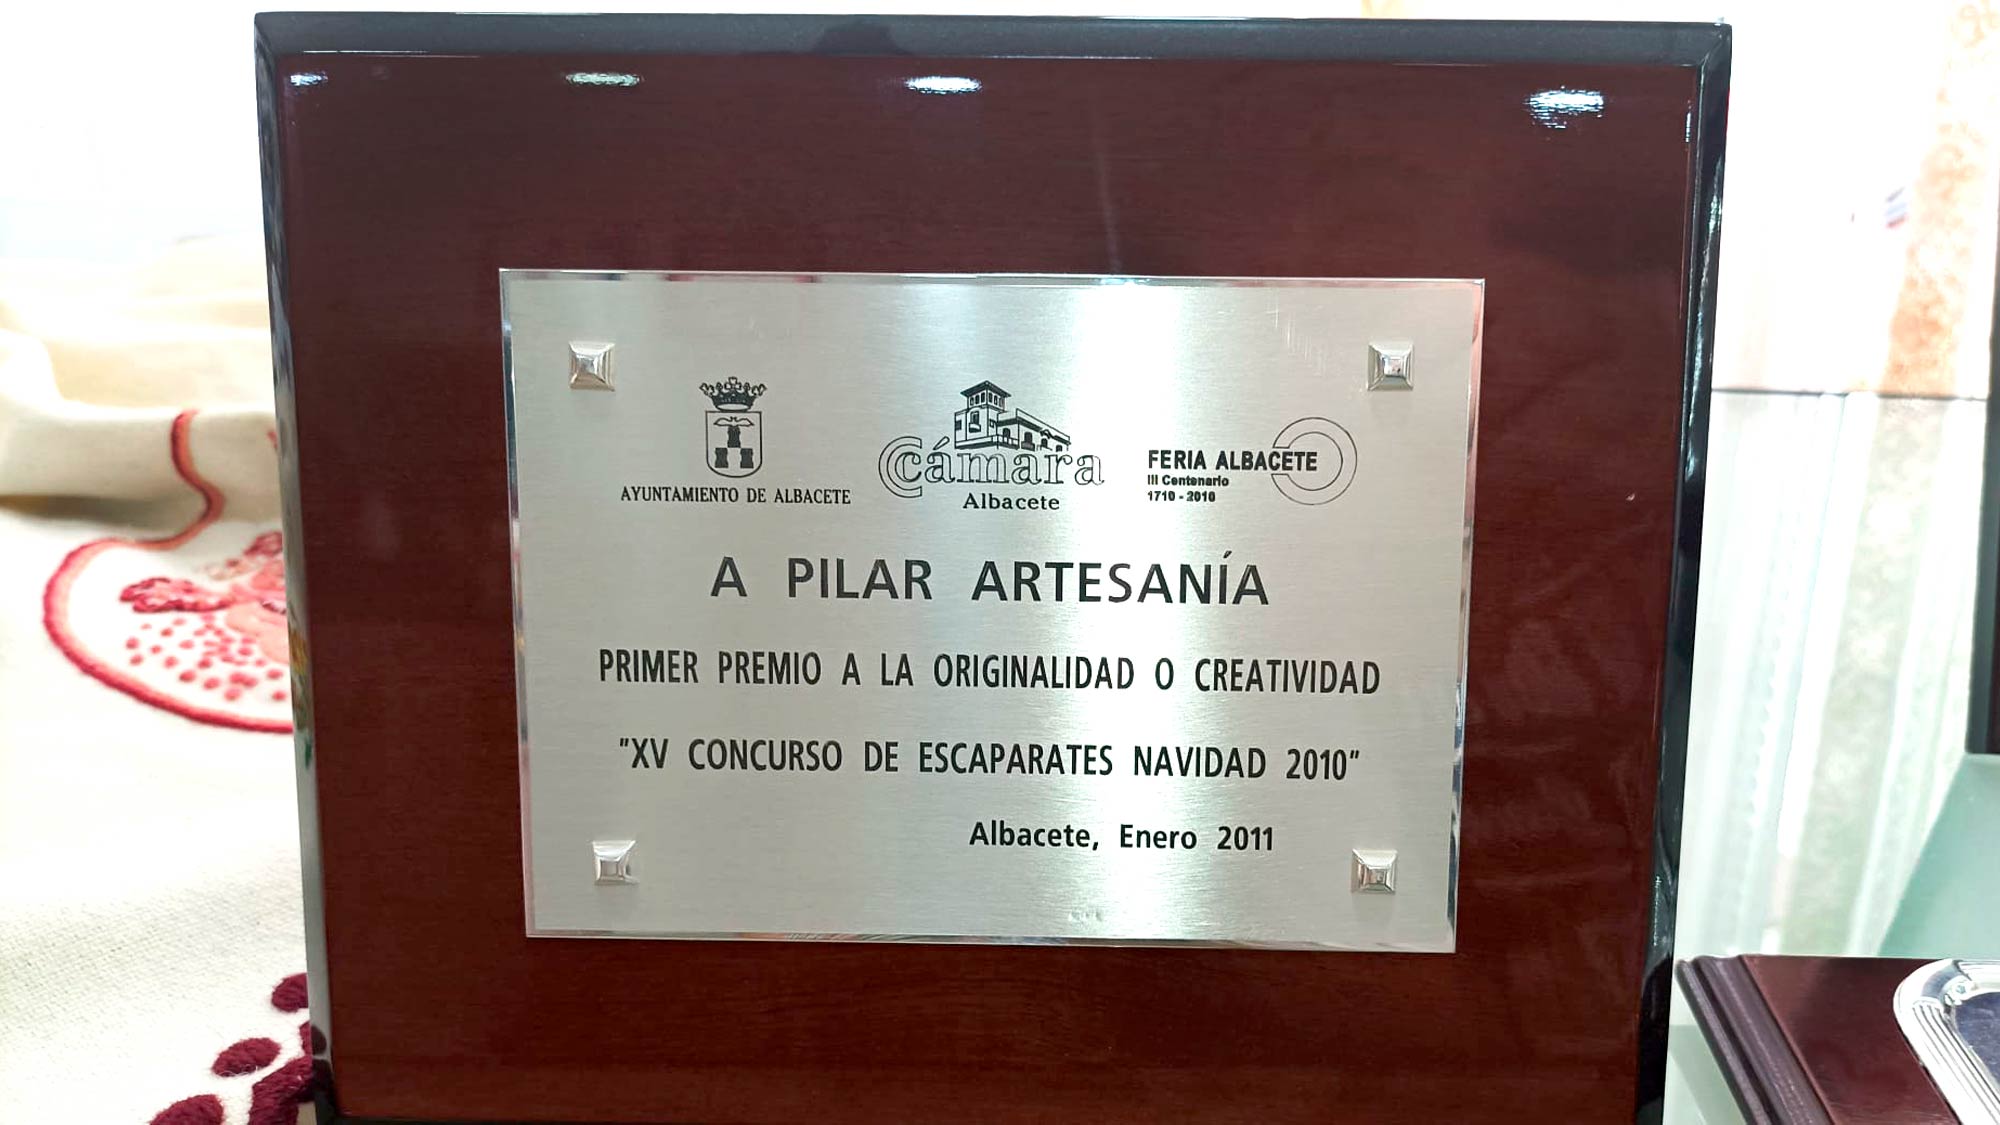 AYUNTAMIENTO DE ALBACETE
cámara
Albacete
FERIA ALBACETE
III Centenario
1710 - 2010
A PILAR ARTESANÍA
PRIMER PREMIO A LA ORIGINALIDAD O CREATIVIDAD
"XV CONCURSO DE ESCAPARATES NAVIDAD 2010"
Albacete, Enero 2011